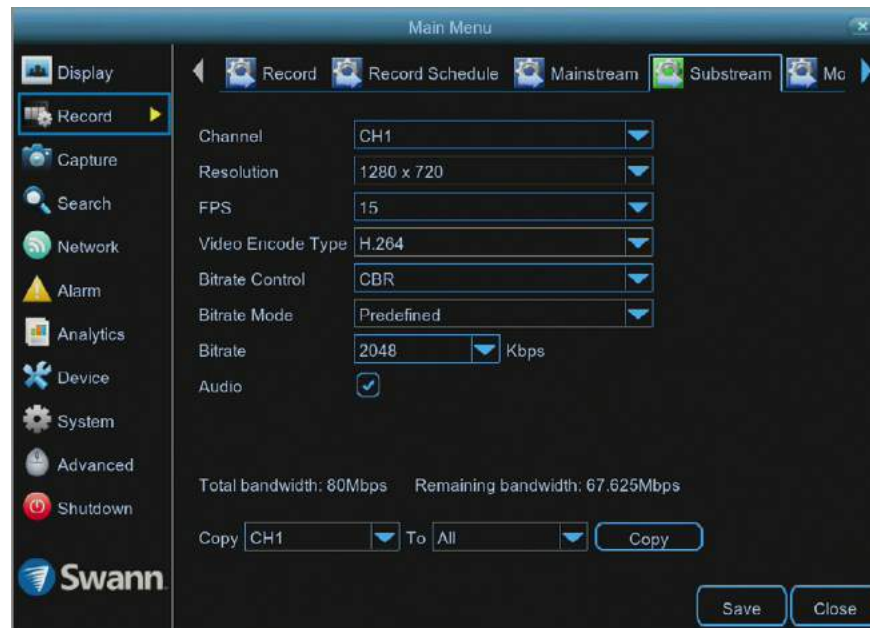 Main Menu
Display
Record
Capture
Search
Network
Alarm
Analytics
Device
System
Advanced
Shutdown
Swann
Record Record Schedule Mainstream Substream Mo
Channel CH1
Resolution 1280 x 720
FPS 15
Video Encode Type H.264
Bitrate Control CBR
Bitrate Mode Predefined
Bitrate 2048 Kbps
Audio
Total bandwidth: 80Mbps Remaining bandwidth: 67.625Mbps
Copy CH1 To All Copy
Save Close